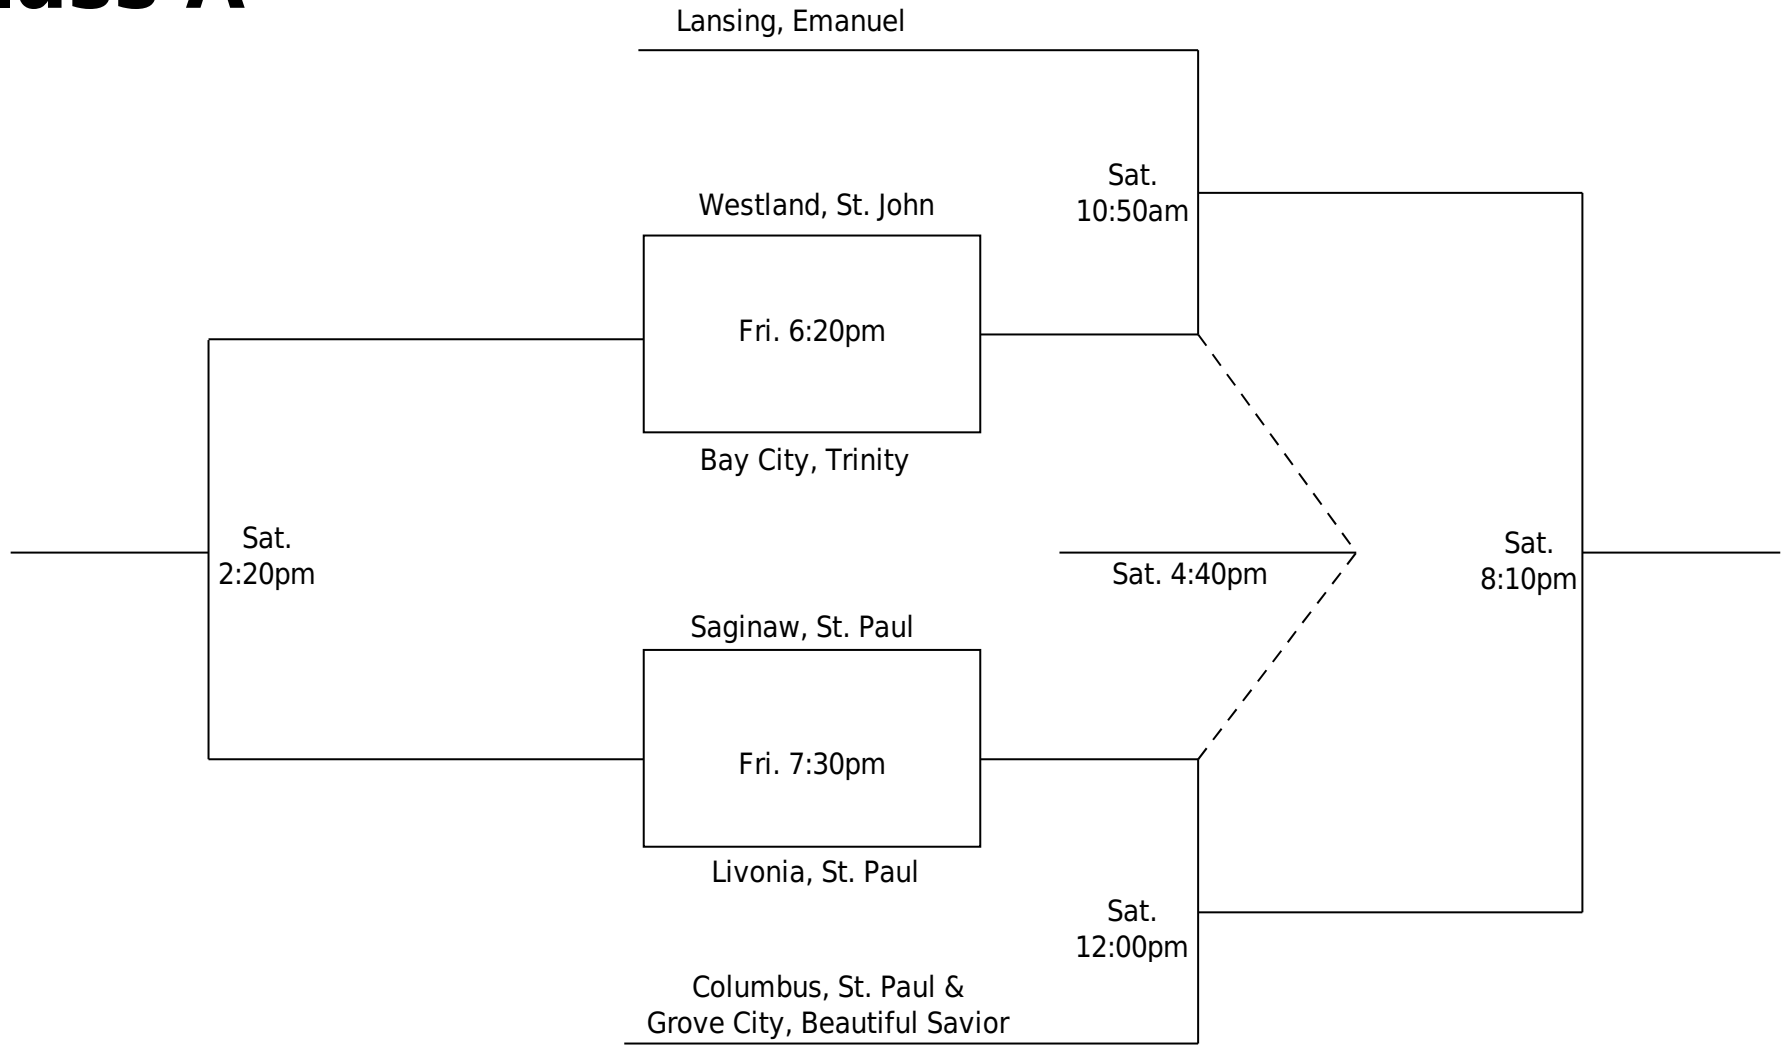 Lansing, Emanuel
Sat.
10:50am
Westland, St. John
Fri. 6:20pm
Bay City, Trinity
Sat.
2:20pm
Sat. 4:40pm
Sat.
8:10pm
Saginaw, St. Paul
Fri. 7:30pm
Livonia, St. Paul
Sat.
12:00pm
Columbus, St. Paul &
Grove City, Beautiful Savior